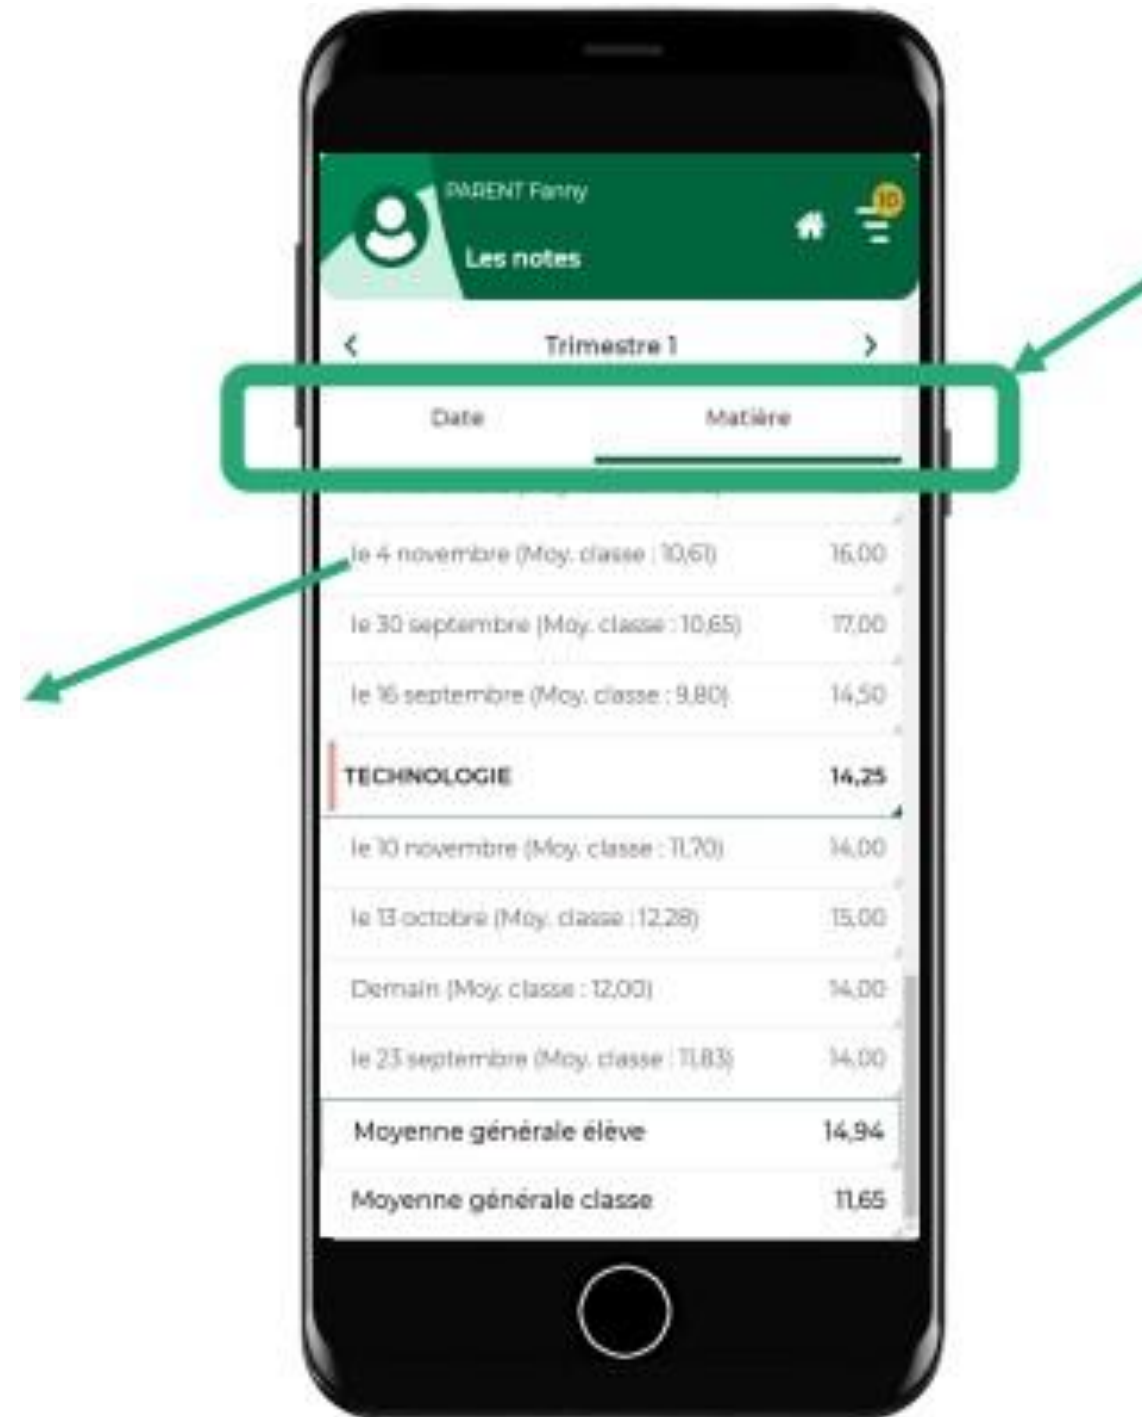 PARENT Fanny
10
Les notes
Trimestre 1
Date Matière
le 4 novembre (Moy. classe : 10,61) 16,00
le 30 septembre (Moy. classe : 10,65) 17,00
le 16 septembre (Moy. classe : 9,80) 14,50
TECHNOLOGIE 14,25
le 10 novembre (Moy. classe : 11,70) 14,00
le 13 octobre (Moy. classe : 12,28) 15,00
Demain (Moy. classe : 12,00) 14,00
le 23 septembre (Moy. classe : 11,83) 14,00
Moyenne générale élève 14,94
Moyenne générale classe 11,65